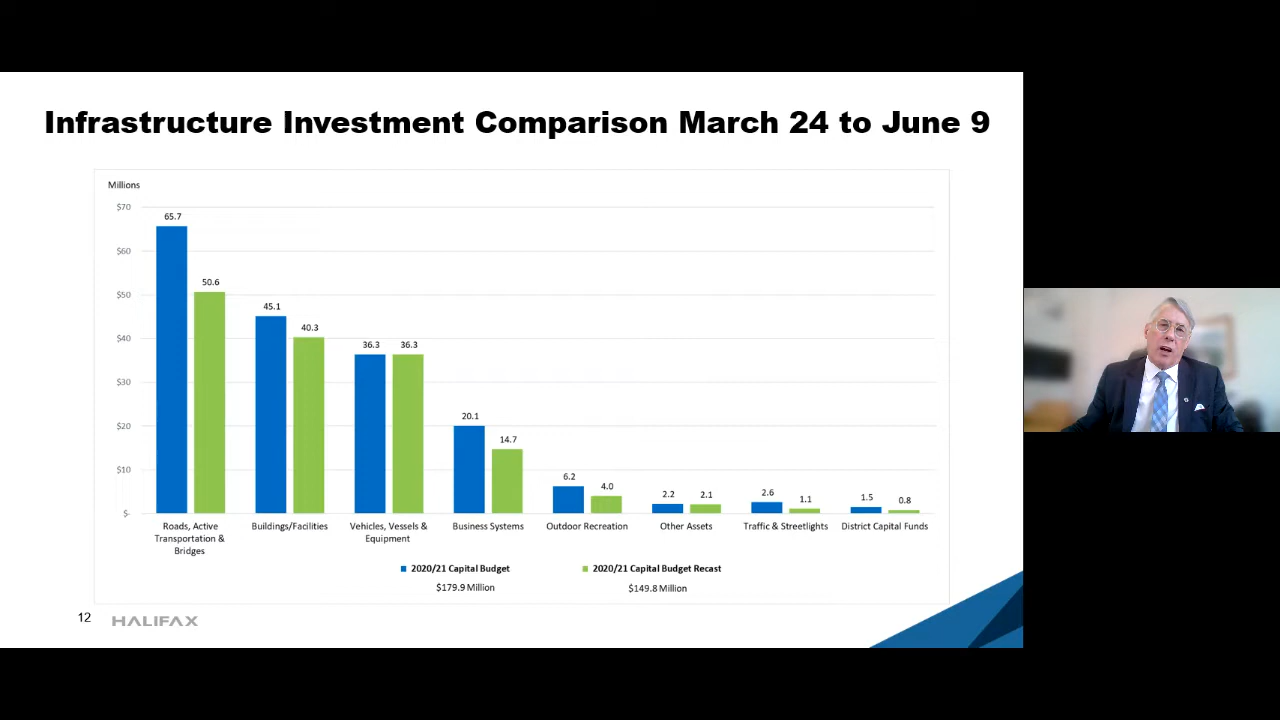 Infrastructure Investment Comparison March 24 to June 9
Millions
$70
$60
$50
$40
$30
$20
$10
$-
65.7
50.6
45.1
40.3
36.3
36.3
20.1
14.7
6.2
4.0
2.2
2.1
2.6
1.1
1.5
0.8
Roads, Active
Transportation &
Bridges
Buildings/Facilities
Vehicles, Vessels &
Equipment
Business Systems
Outdoor Recreation
Other Assets
Traffic & Streetlights
District Capital Funds
2020/21 Capital Budget
$179.9 Million
2020/21 Capital Budget Recast
$149.8 Million
12
HALIFAX